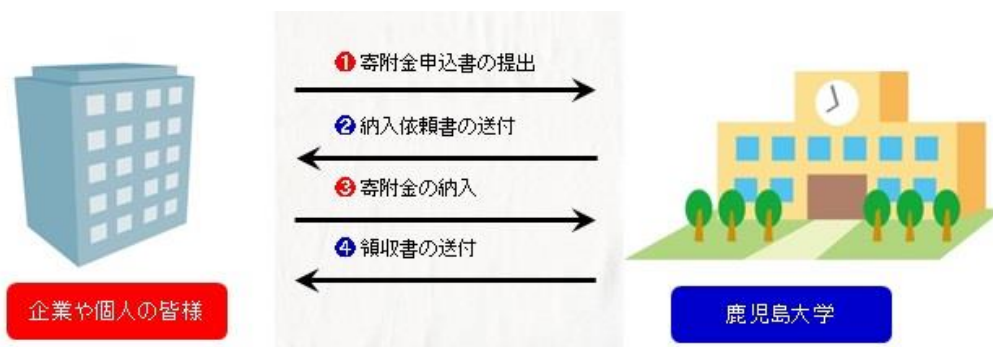 ❶寄附金申込書の提出
❷納入依頼書の送付
❸寄附金の納入
❹領収書の送付
企業や個人の皆様
鹿児島大学